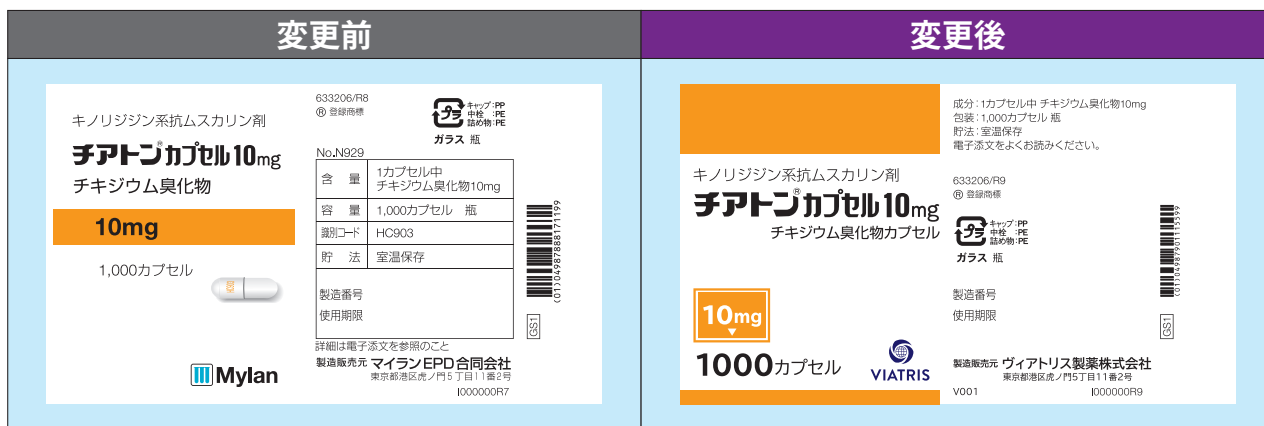 変更前
キノリジジン系抗ムスカリン剤
チアトン®カプセル10mg
チキジウム臭化物
10mg
1,000カプセル
Mylan
633206/R8
® 登録商標
プラ
キャップ:PP
中栓 :PE
詰め物:PE
ガラス 瓶
No.N929
含 量 1カプセル中
チキジウム臭化物10mg
容 量 1,000カプセル 瓶
識別コード HC903
貯 法 室温保存
製造番号
使用期限
詳細は電子添文を参照のこと
製造販売元 マイランEPD合同会社
東京都港区虎ノ門5丁目11番2号
I000000R7
(01)04987888171199
GS1
変更後
キノリジジン系抗ムスカリン剤
チアトン®カプセル10mg
チキジウム臭化物カプセル
10mg
1000カプセル
VIATRIS
成分:1カプセル中 チキジウム臭化物10mg
包装:1,000カプセル 瓶
貯法:室温保存
電子添文をよくお読みください。
633206/R9
® 登録商標
プラ
キャップ:PP
中栓 :PE
詰め物:PE
ガラス 瓶
製造番号
使用期限
製造販売元 ヴィアトリス製薬株式会社
東京都港区虎ノ門5丁目11番2号
V001
I000000R9
(01)04987901115599
GS1